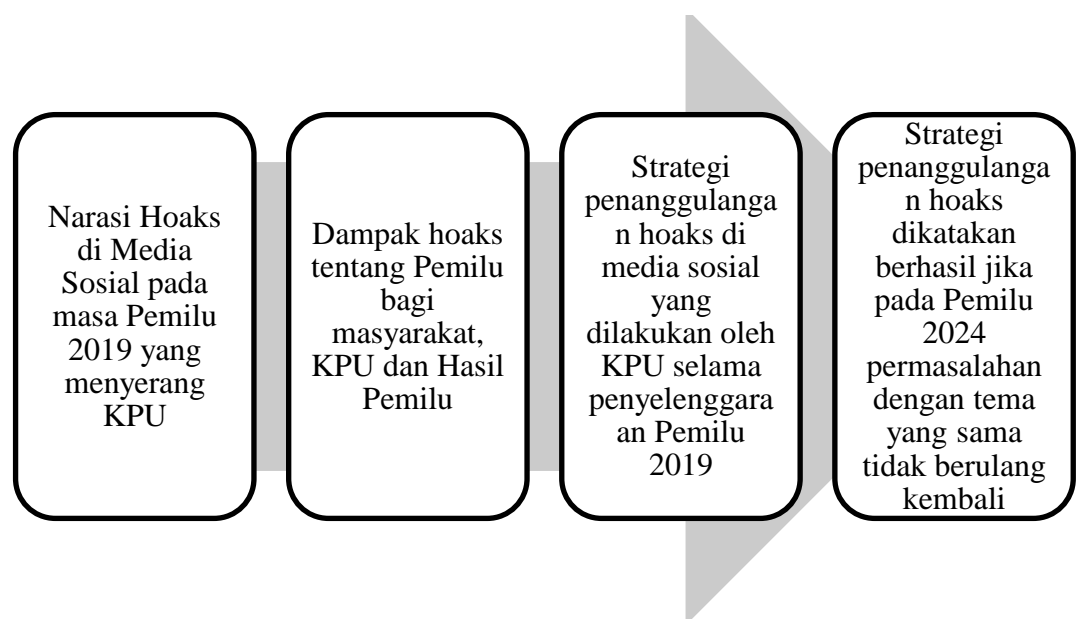 Narasi Hoaks
di Media
Sosial pada
masa Pemilu
2019 yang
menyerang
KPU
Dampak hoaks
tentang Pemilu
bagi
masyarakat,
KPU dan Hasil
Pemilu
Strategi
penanggulanga
n hoaks di
media sosial
yang
dilakukan oleh
KPU selama
penyelenggara
an Pemilu
2019
Strategi
penanggulanga
n hoaks
dikatakan
berhasil jika
pada Pemilu
2024
permasalahan
dengan tema
yang sama
tidak berulang
kembali